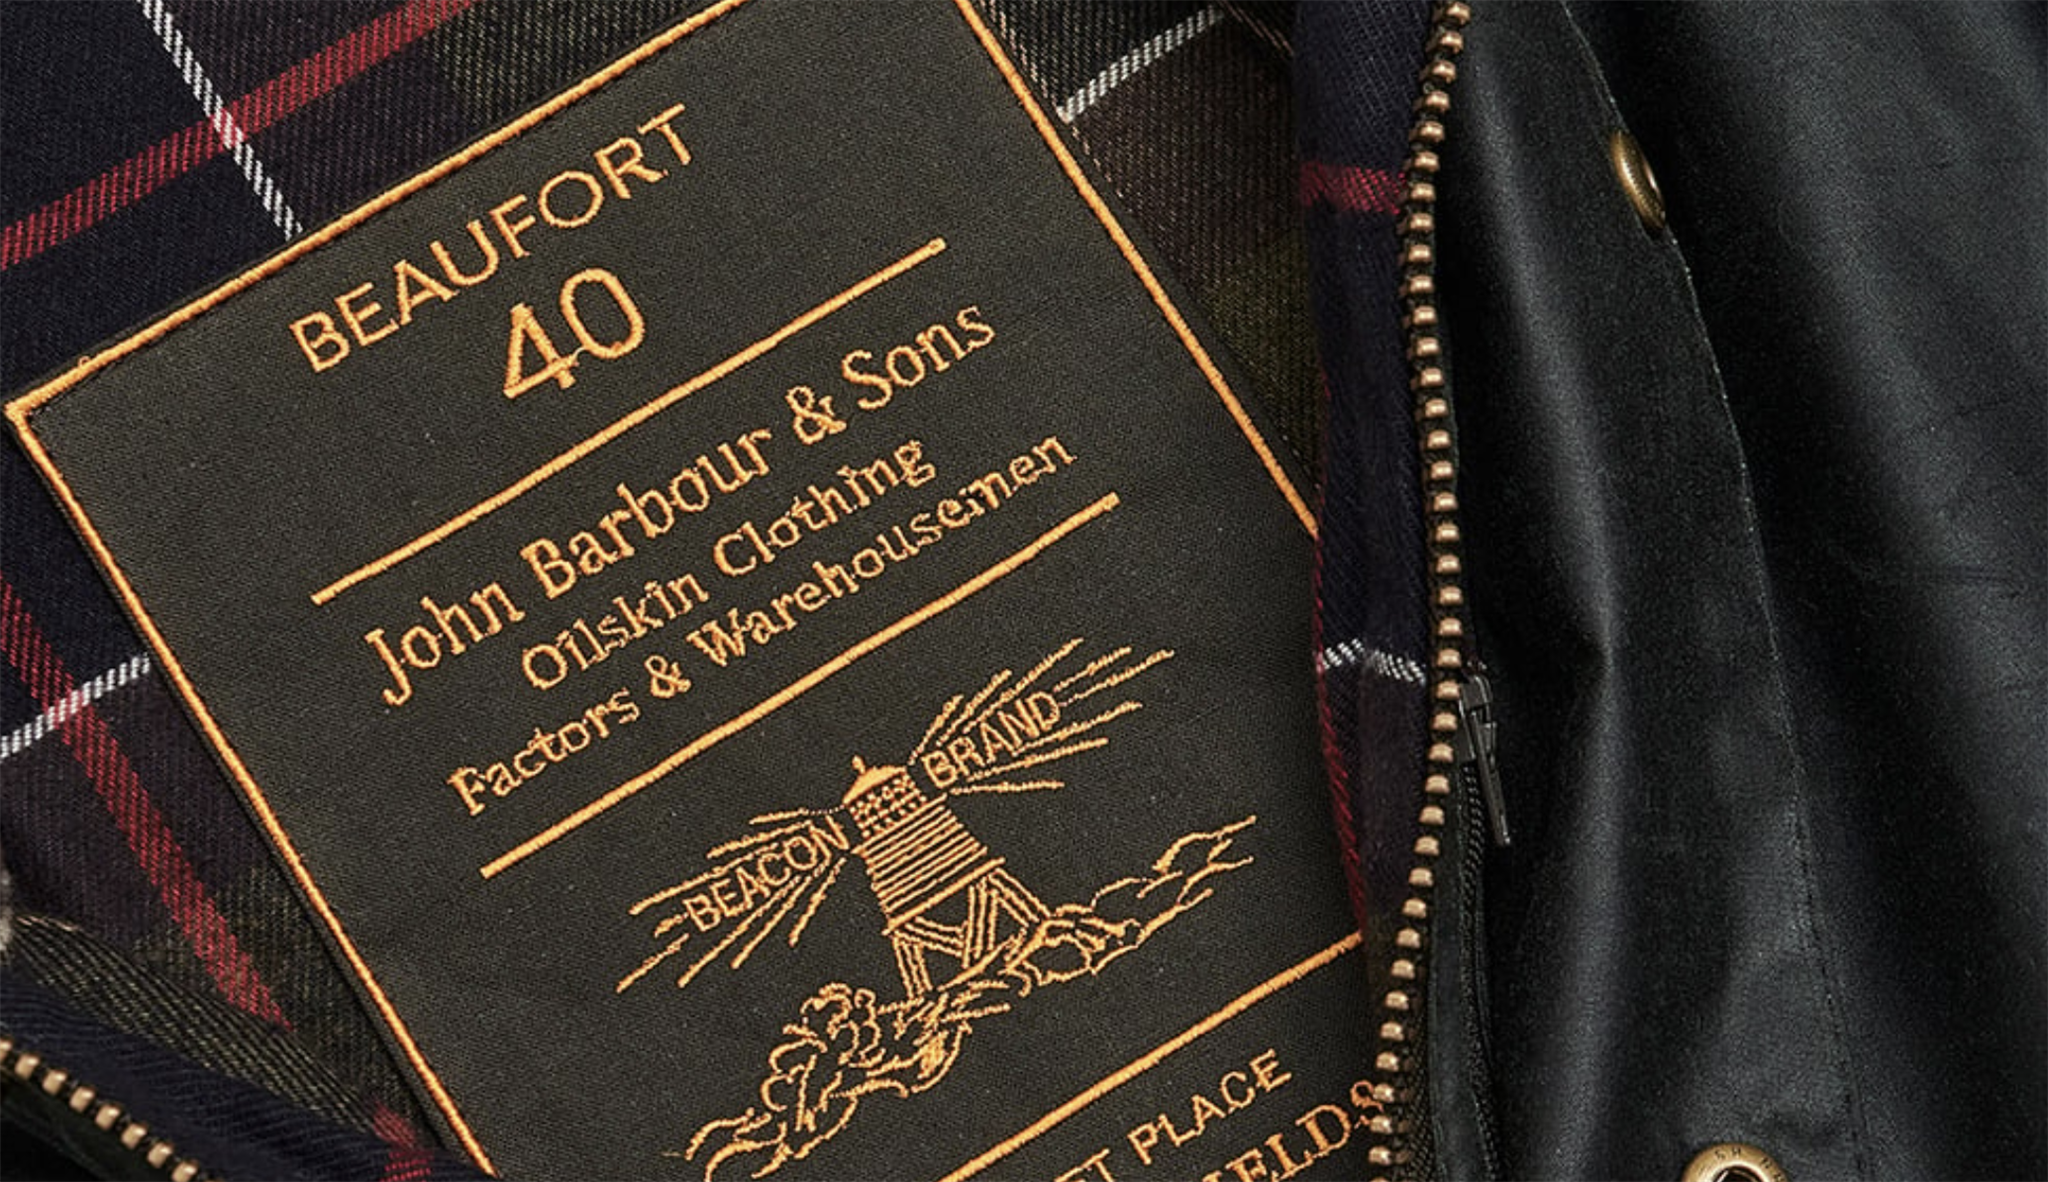 BEAUFORT
40
John Barbour & Sons
Oilskin Clothing
Factors & Warehousemen
BEACON BRAND
PLACE